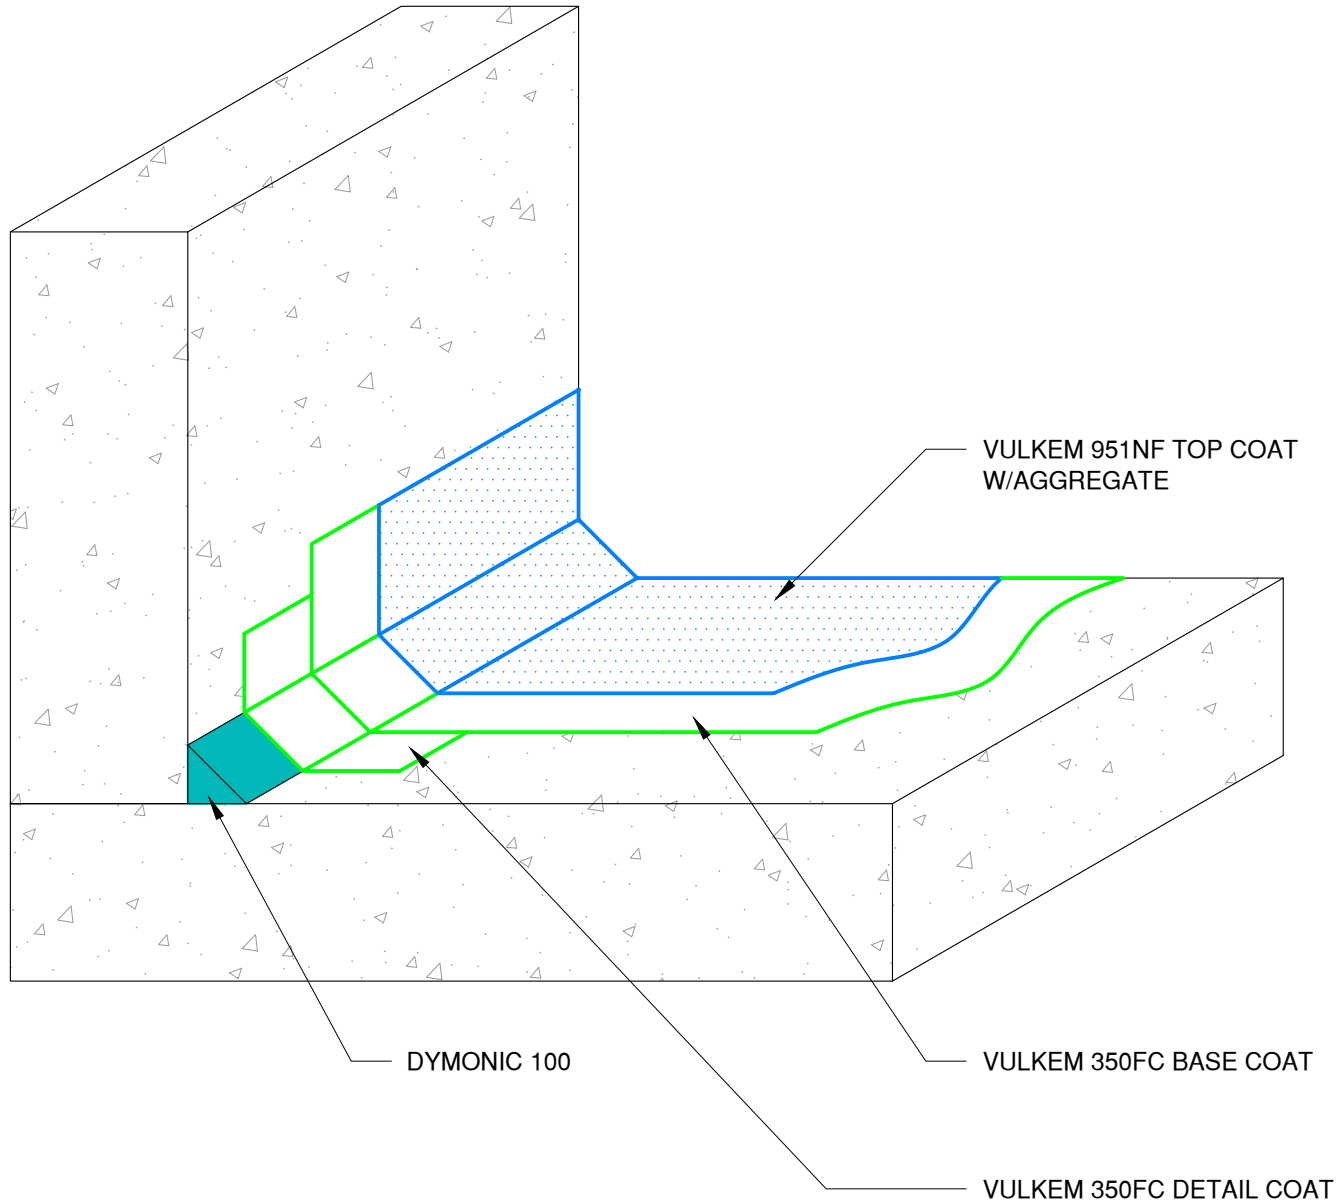 VULKEM 951NF TOP COAT
W/AGGREGATE
DYMONIC 100
VULKEM 350FC BASE COAT
VULKEM 350FC DETAIL COAT